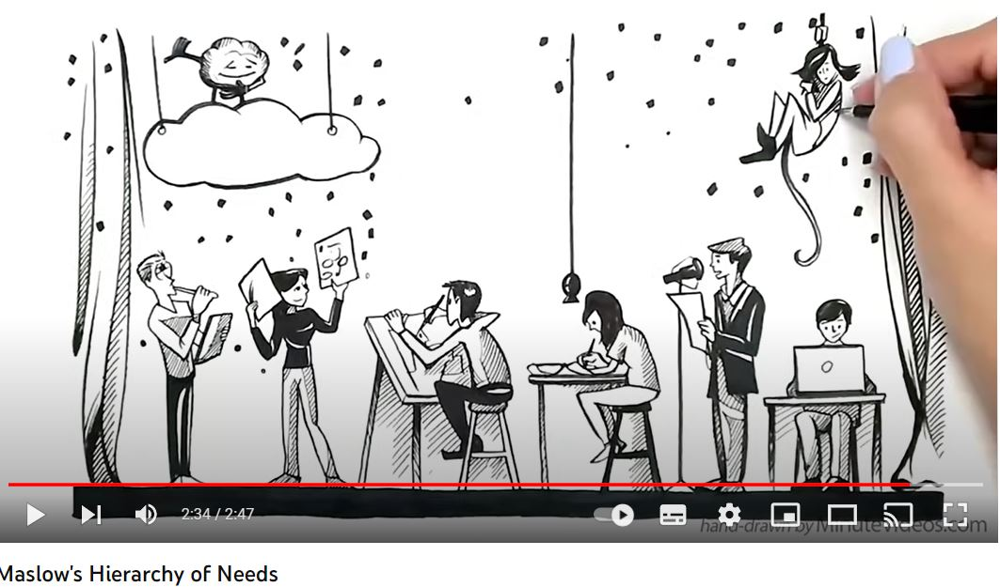 2:34 / 2:47
hand-drawn by MinuteVideos.com
Maslow's Hierarchy of Needs